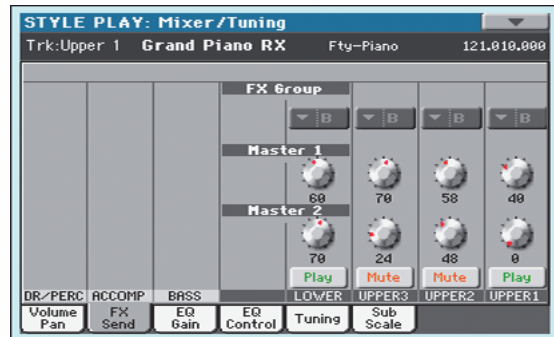 STYLE PLAY: Mixer/Tuning
Trk:Upper 1 Grand Piano RX Fty-Piano 121.010.000
FX Group
B B B B
Master 1
60 70 58 40
Master 2
70 24 48 0
Play Mute Mute Play
DR/PERC ACCOMP BASS LOWER UPPER3 UPPER2 UPPER1
Volume Pan FX Send EQ Gain EQ Control Tuning Sub Scale